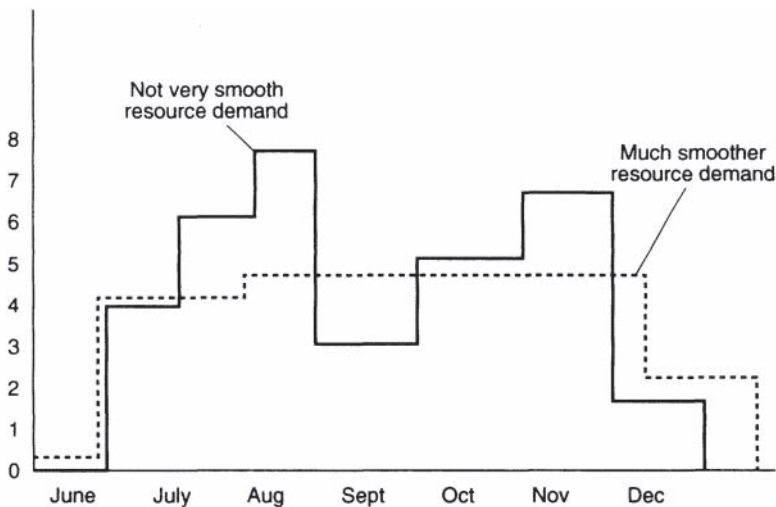 Not very smooth
resource demand
Much smoother
resource demand
8
7
6
5
4
3
2
1
0
June July Aug Sept Oct Nov Dec